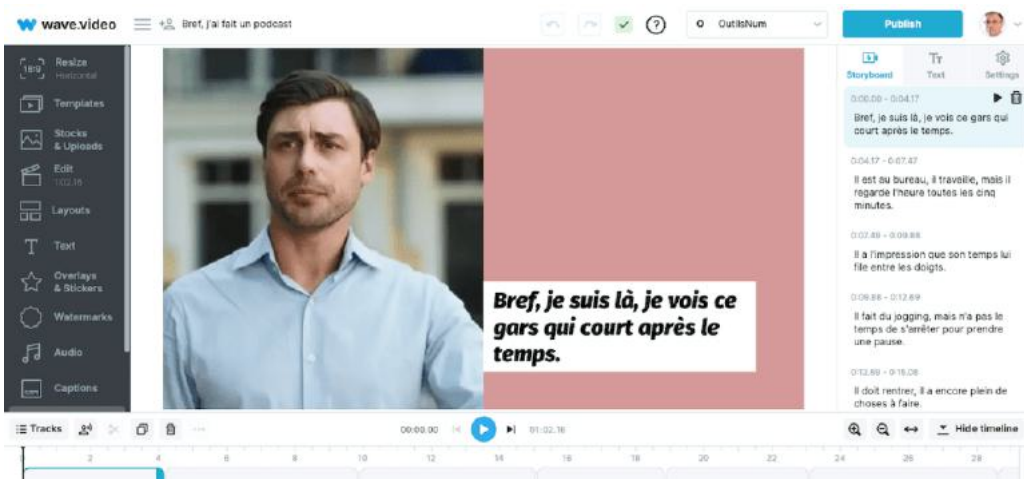 wave.video
Bref, j'ai fait un podcast
OutilsNum
Publish
16:9
Resize
Horizontal
Templates
Stocks
& Uploads
Edit
1:02.16
Layouts
Text
Overlays
& Stickers
Watermarks
Audio
Captions
Bref, je suis là, je vois ce
gars qui court après le
temps.
Storyboard
Text
Settings
0:00.00 - 0:04.17
Bref, je suis là, je vois ce gars qui
court après le temps.
0:04.17 - 0:07.47
Il est au bureau, il travaille, mais il
regarde l'heure toutes les cinq
minutes.
Il a l'impression que son temps lui
file entre les doigts.
Il fait du jogging, mais n'a pas le
temps de s'arrêter pour prendre
une pause.
Il doit rentrer, il a encore plein de
choses à faire.
Tracks
00:00.00
01:02.16
Hide timeline
2 4 6 8 10 12 14 16 18 20 22 24 26 28